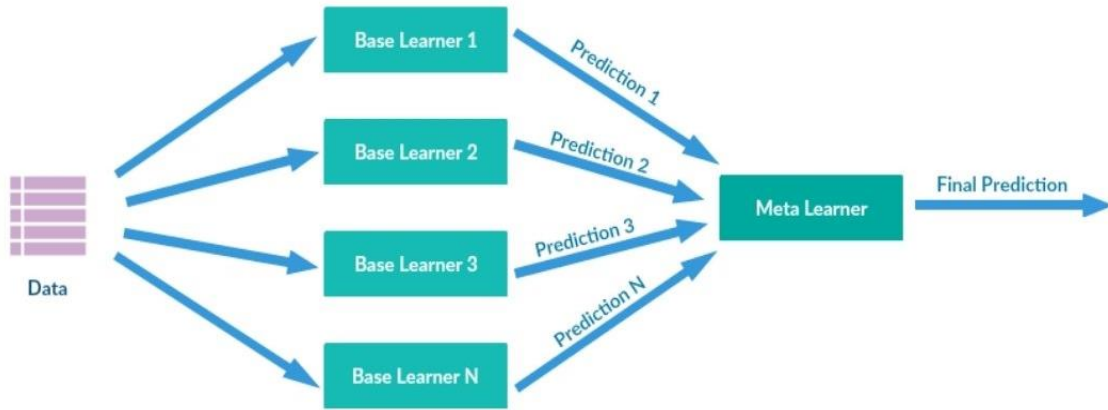 Base Learner 1
Prediction 1
Base Learner 2
Prediction 2
Meta Learner
Final Prediction
Data
Base Learner 3
Prediction 3
Base Learner N
Prediction N